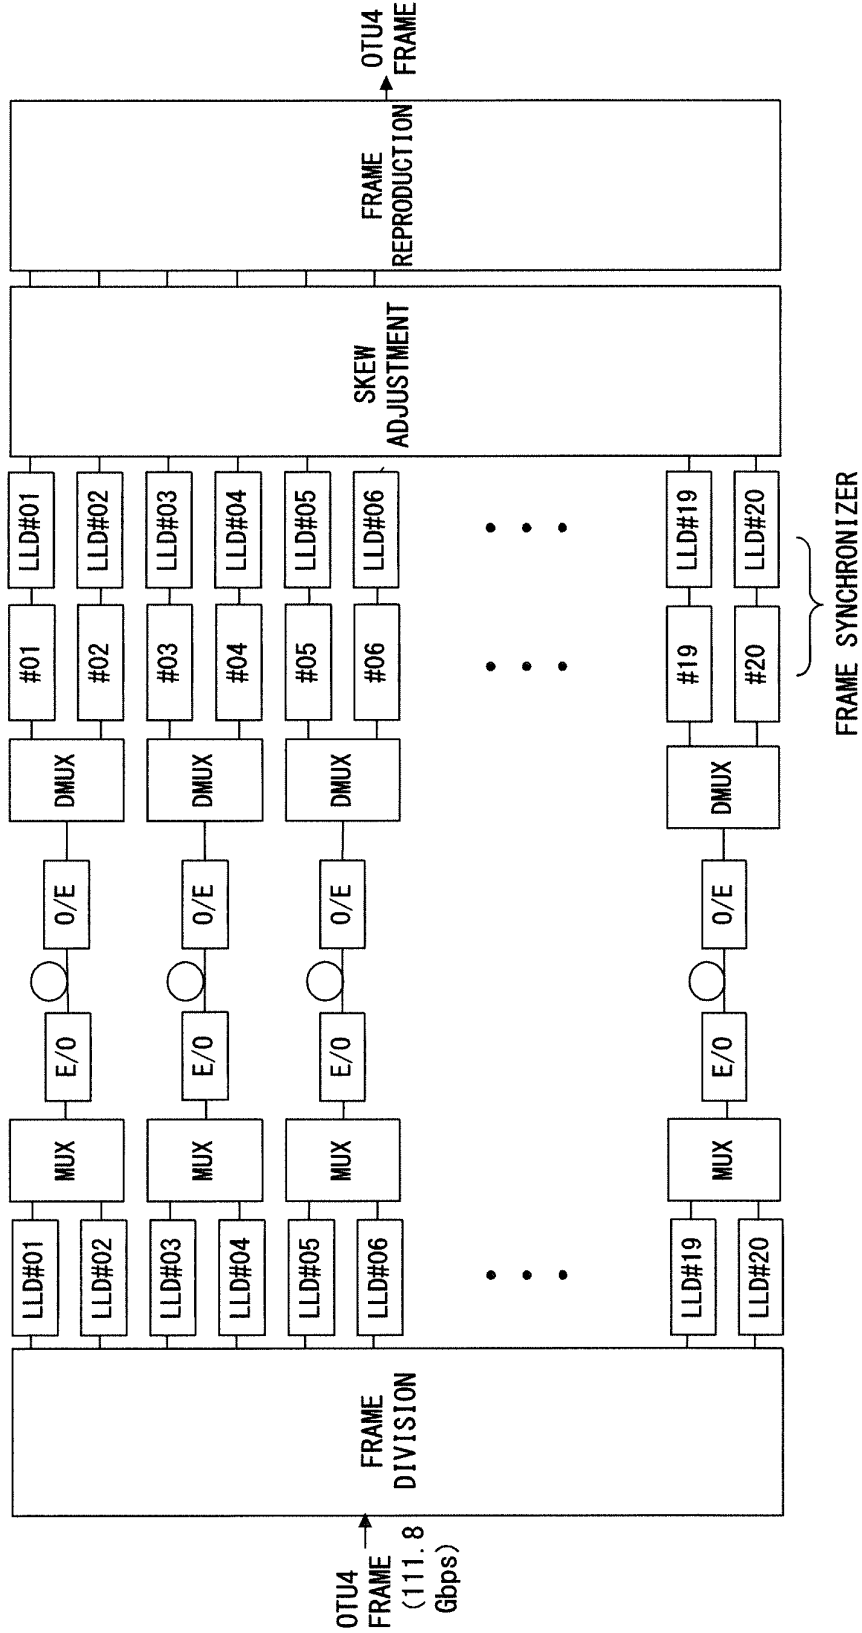 OTU4
FRAME
(111.8
Gbps)
FRAME
DIVISION
LLD#01
LLD#02
LLD#03
LLD#04
LLD#05
LLD#06
LLD#19
LLD#20
MUX
MUX
MUX
MUX
E/O
E/O
E/O
E/O
O/E
O/E
O/E
O/E
DMUX
DMUX
DMUX
DMUX
#01
#02
#03
#04
#05
#06
#19
#20
LLD#01
LLD#02
LLD#03
LLD#04
LLD#05
LLD#06
LLD#19
LLD#20
FRAME SYNCHRONIZER
SKEW
ADJUSTMENT
FRAME
REPRODUCTION
OTU4
FRAME